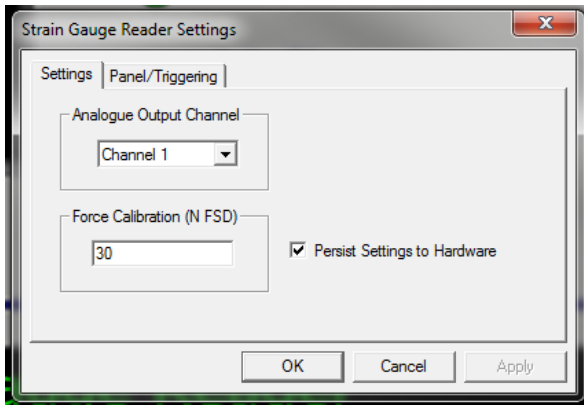 Strain Gauge Reader Settings
Settings
Panel/Triggering
Analogue Output Channel
Channel 1
Force Calibration (N FSD)
30
Persist Settings to Hardware
OK
Cancel
Apply